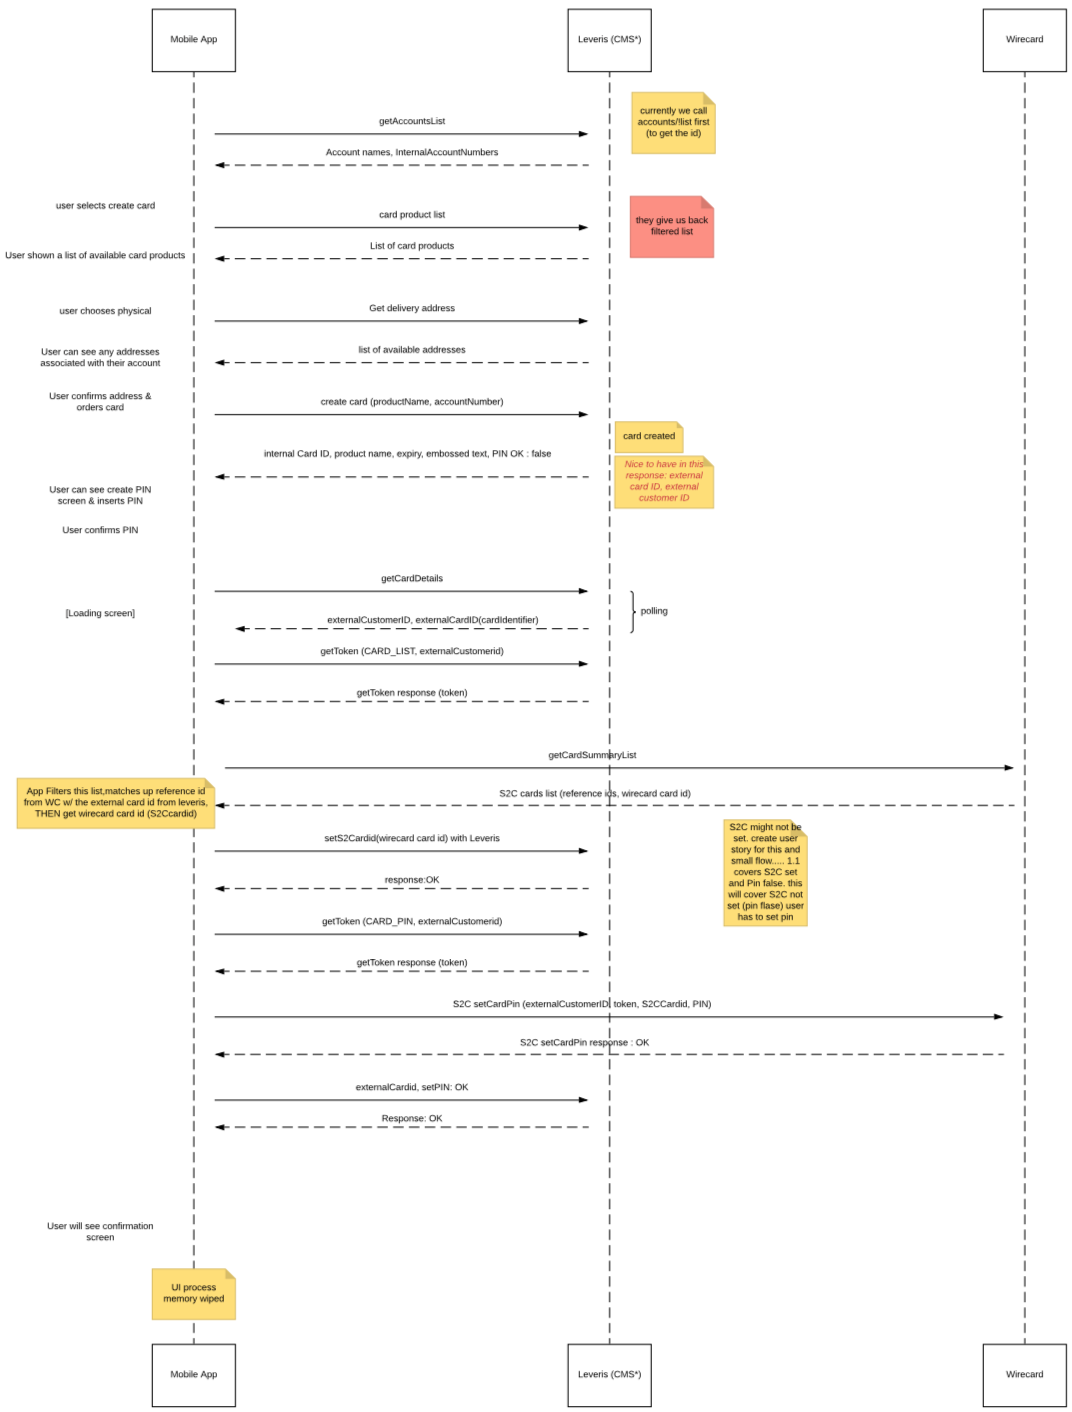 Mobile App
Leveris (CMS*)
Wirecard
currently we call
accounts/!list first
(to get the id)
getAccountsList
Account names, InternalAccountNumbers
user selects create card
card product list
they give us back
filtered list
List of card products
User shown a list of available card products
user chooses physical
Get delivery address
User can see any addresses
associated with their account
list of available addresses
User confirms address &
orders card
create card (productName, accountNumber)
card created
internal Card ID, product name, expiry, embossed text, PIN OK : false
Nice to have in this
response: external
card ID, external
customer ID
User can see create PIN
screen & inserts PIN
User confirms PIN
getCardDetails
[Loading screen]
polling
externalCustomerID, externalCardID(cardIdentifier)
getToken (CARD_LIST, externalCustomerid)
getToken response (token)
getCardSummaryList
App Filters this list,matches up reference id
from WC w/ the external card id from leveris,
THEN get wirecard card id (S2Ccardid)
S2C cards list (reference ids, wirecard card id)
S2C might not be
set. create user
story for this and
small flow..... 1.1
covers S2C set
and Pin false. this
will cover S2C not
set (pin flase) user
has to set pin
setS2Cardid(wirecard card id) with Leveris
response:OK
getToken (CARD_PIN, externalCustomerid)
getToken response (token)
S2C setCardPin (externalCustomerID, token, S2CCardid, PIN)
S2C setCardPin response : OK
externalCardid, setPIN: OK
Response: OK
User will see confirmation
screen
UI process
memory wiped
Mobile App
Leveris (CMS*)
Wirecard